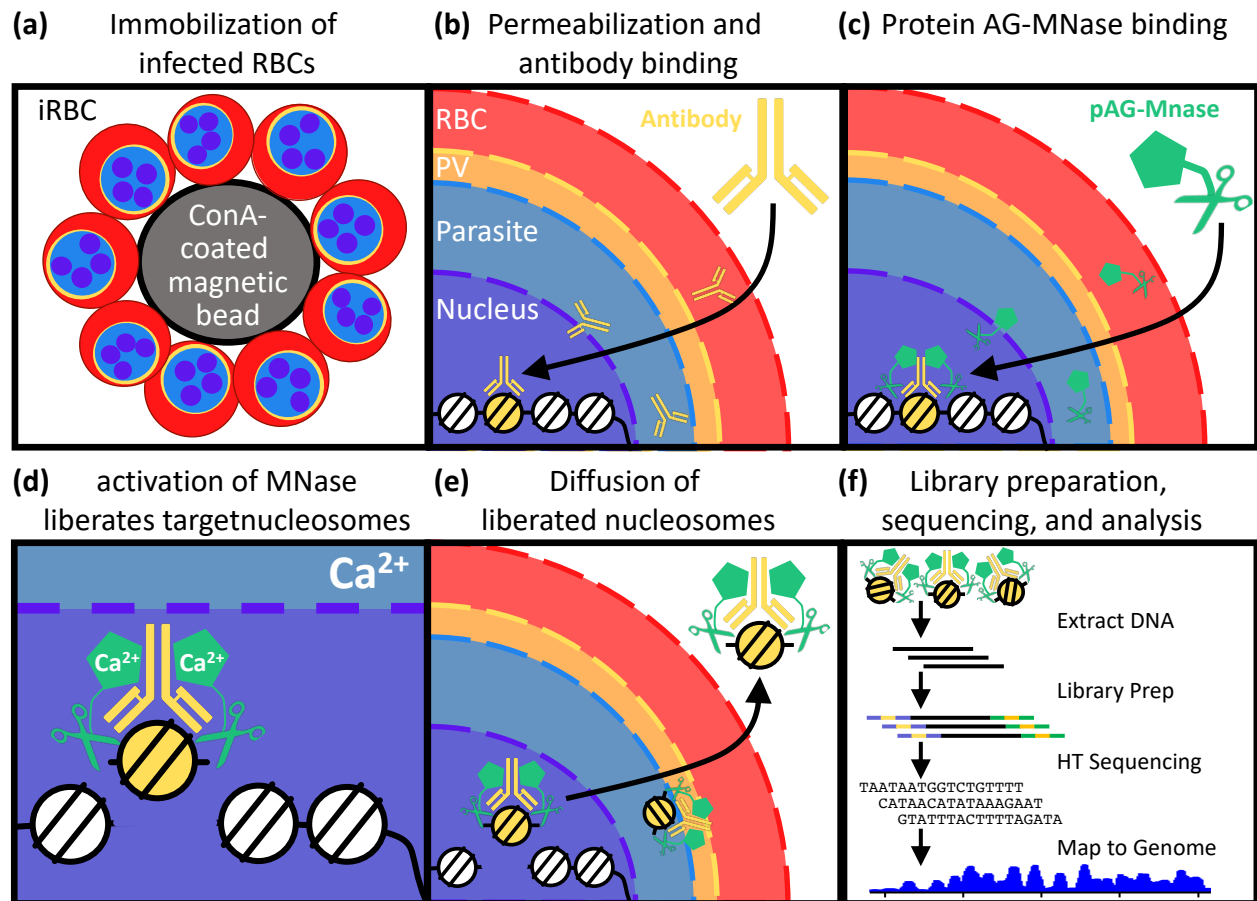 (a) Immobilization of
infected RBCs
iRBC
ConA-
coated
magnetic
bead
(b) Permeabilization and
antibody binding
RBC
PV
Parasite
Nucleus
Antibody
(c) Protein AG-MNase binding
pAG-Mnase
(d) activation of MNase
liberates targetnucleosomes
Ca²⁺
Ca²⁺ Ca²⁺
(e) Diffusion of
liberated nucleosomes
(f) Library preparation,
sequencing, and analysis
Extract DNA
Library Prep
HT Sequencing
TAATAATGGTCTGTTTT
CATAACATATAAAGAAT
GTATTTACTTTTAGATA
Map to Genome